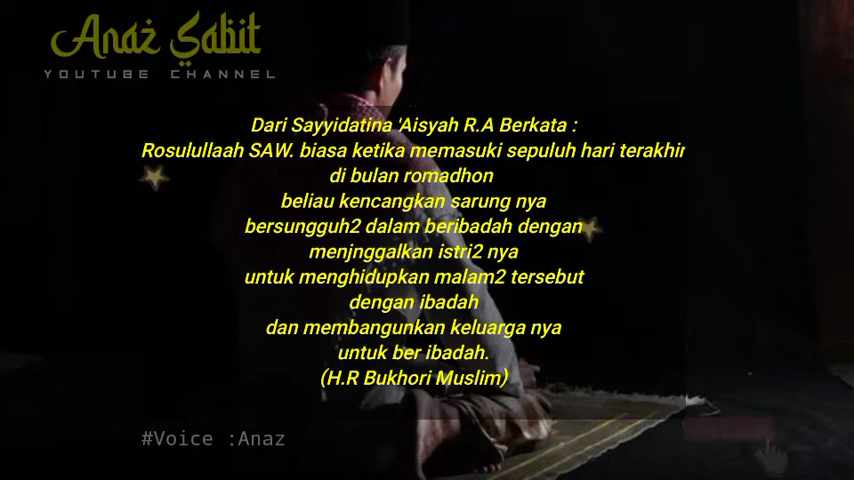 Anaz Sabit
YOUTUBE CHANNEL
Dari Sayyidatina 'Aisyah R.A Berkata :
Rosulullaah SAW. biasa ketika memasuki sepuluh hari terakhir
di bulan romadhon
beliau kencangkan sarung nya
bersungguh2 dalam beribadah dengan
menjnggalkan istri2 nya
untuk menghidupkan malam2 tersebut
dengan ibadah
dan membangunkan keluarga nya
untuk ber ibadah.
(H.R Bukhori Muslim)
#Voice :Anaz